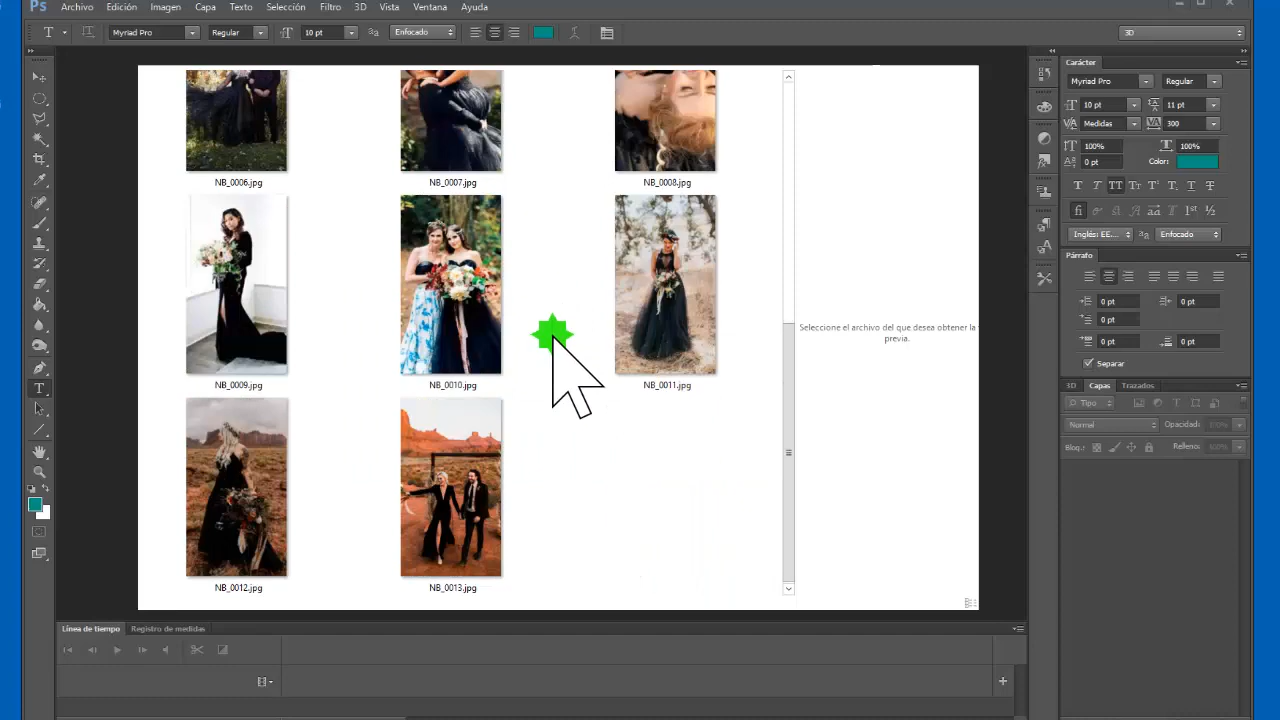 Ps Archivo Edición Imagen Capa Texto Selección Filtro 3D Vista Ventana Ayuda
T Myriad Pro Regular 10 pt Enfocado 3D
Carácter
Myriad Pro Regular
10 pt 11 pt
Medidas 300
100% 100%
0 pt Color:
Inglés: EE... Enfocado
Párrafo
0 pt 0 pt
0 pt
0 pt 0 pt
Separar
3D Capas Trazados
Tipo
Normal Opacidad: 100%
Bloq.: Relleno: 100%
NB_0006.jpg NB_0007.jpg NB_0008.jpg
NB_0009.jpg NB_0010.jpg NB_0011.jpg
NB_0012.jpg NB_0013.jpg
Seleccione el archivo del que desea obtener la
previa.
Línea de tiempo Registro de medidas